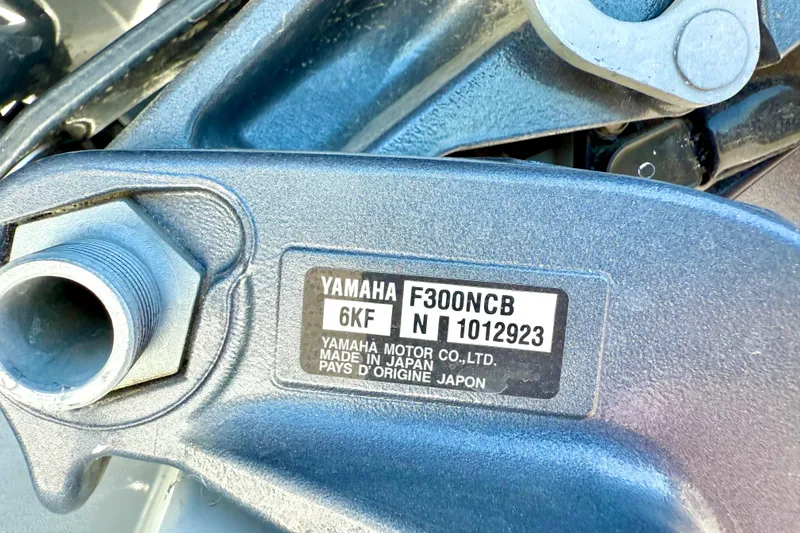 YAMAHA F300NCB
6KF N 1012923
YAMAHA MOTOR CO.,LTD.
MADE IN JAPAN
PAYS D'ORIGINE JAPON